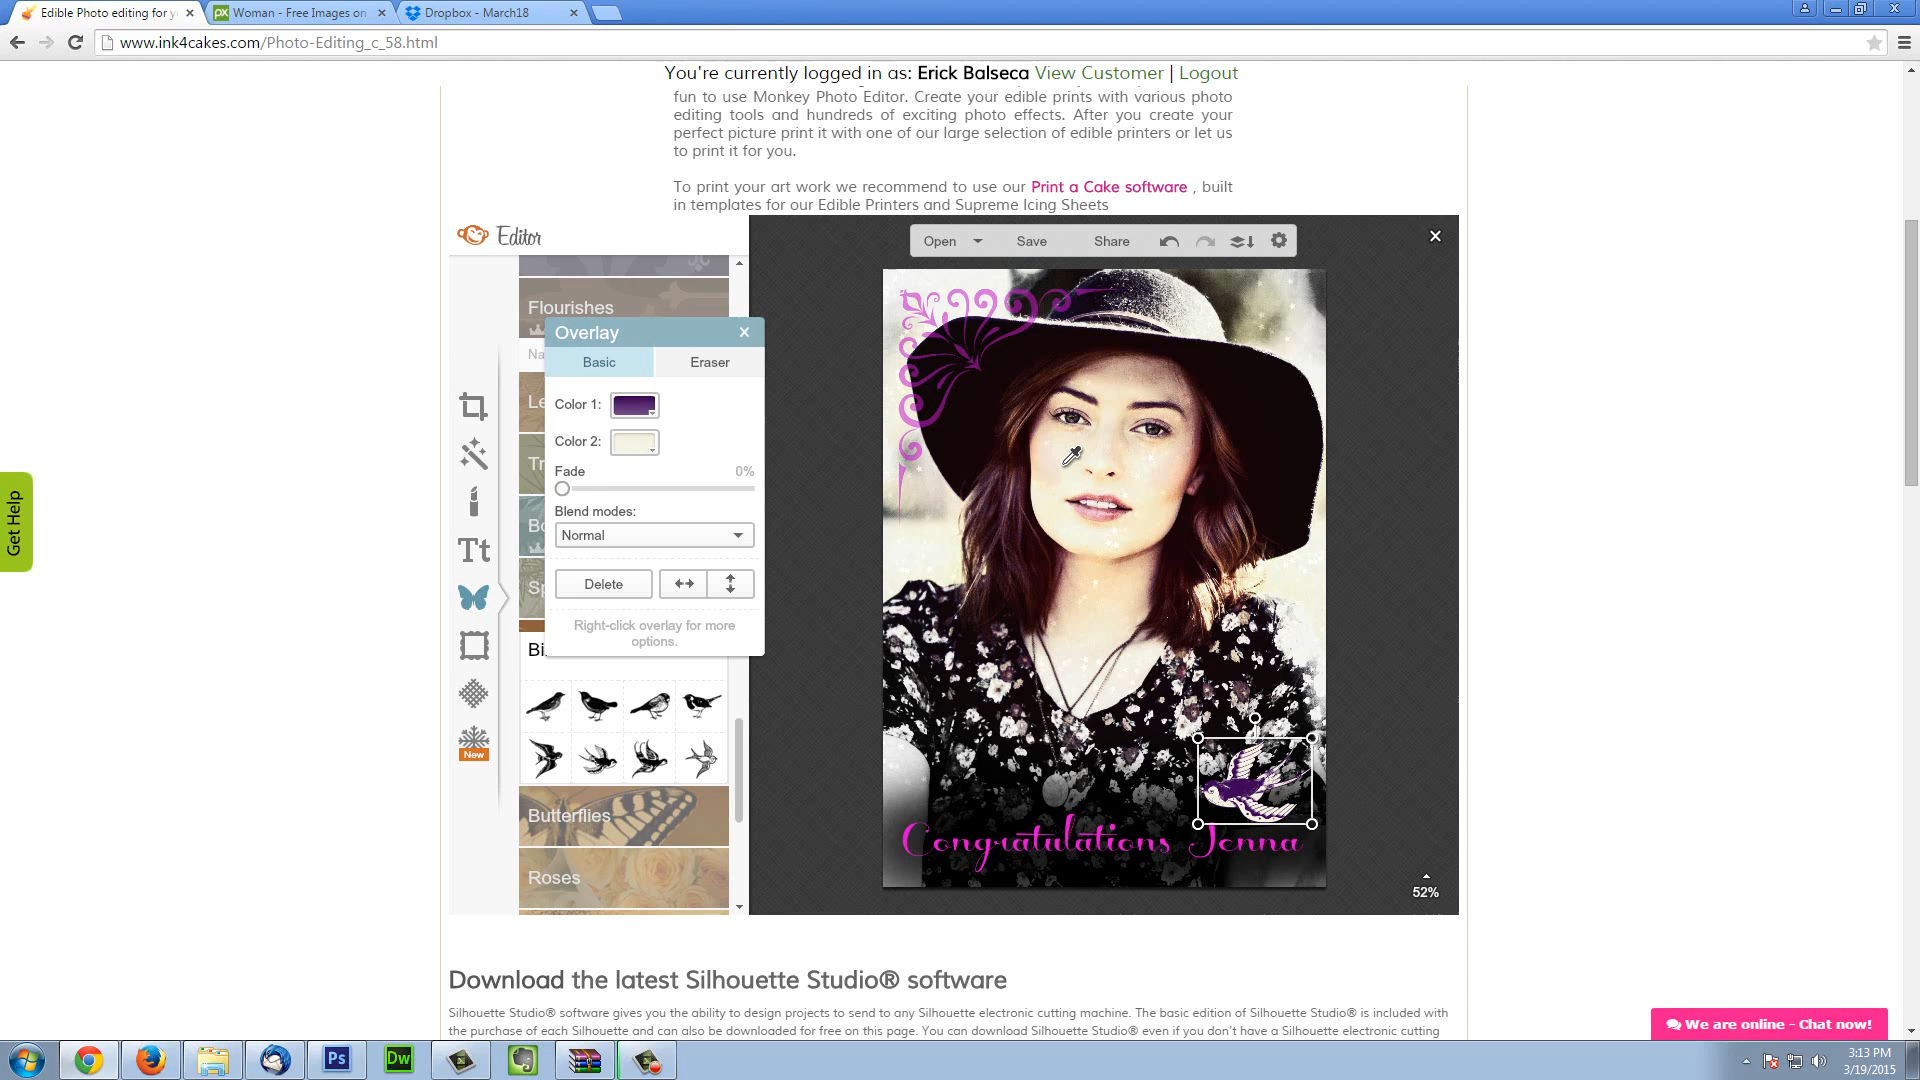 Edible Photo editing for y
Woman - Free Images on
Dropbox - March18
www.ink4cakes.com/Photo-Editing_c_58.html
You're currently logged in as: Erick Balseca View Customer | Logout
fun to use Monkey Photo Editor. Create your edible prints with various photo
editing tools and hundreds of exciting photo effects. After you create your
perfect picture print it with one of our large selection of edible printers or let us
to print it for you.
To print your art work we recommend to use our Print a Cake software , built
in templates for our Edible Printers and Supreme Icing Sheets
Editor
Open Save Share
Flourishes
Overlay
Na
Basic Eraser
Le
Color 1:
Color 2:
Tr
Fade 0%
Blend modes:
Bo
Normal
Delete
Sp
Right-click overlay for more
options.
Bi
Tt
New
Butterflies
Roses
Congratulations Jenna
52%
Get Help
Download the latest Silhouette Studio® software
Silhouette Studio® software gives you the ability to design projects to send to any Silhouette electronic cutting machine. The basic edition of Silhouette Studio® is included with
the purchase of each Silhouette and can also be downloaded for free on this page. You can download Silhouette Studio® even if you don't have a Silhouette electronic cutting
We are online - Chat now!
Ps
Dw
3:13 PM
3/19/2015